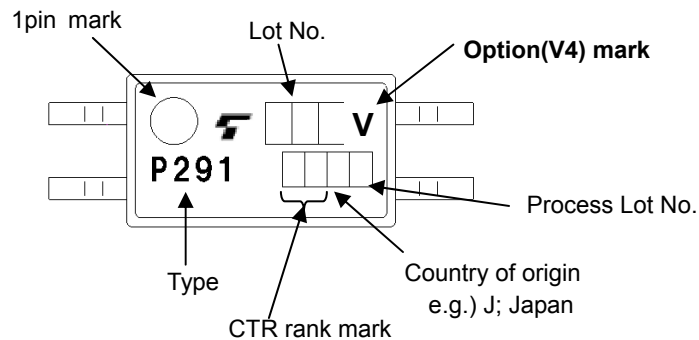 1pin mark
Lot No.
Option(V4) mark
V
P291
Process Lot No.
Type
Country of origin
e.g.) J; Japan
CTR rank mark